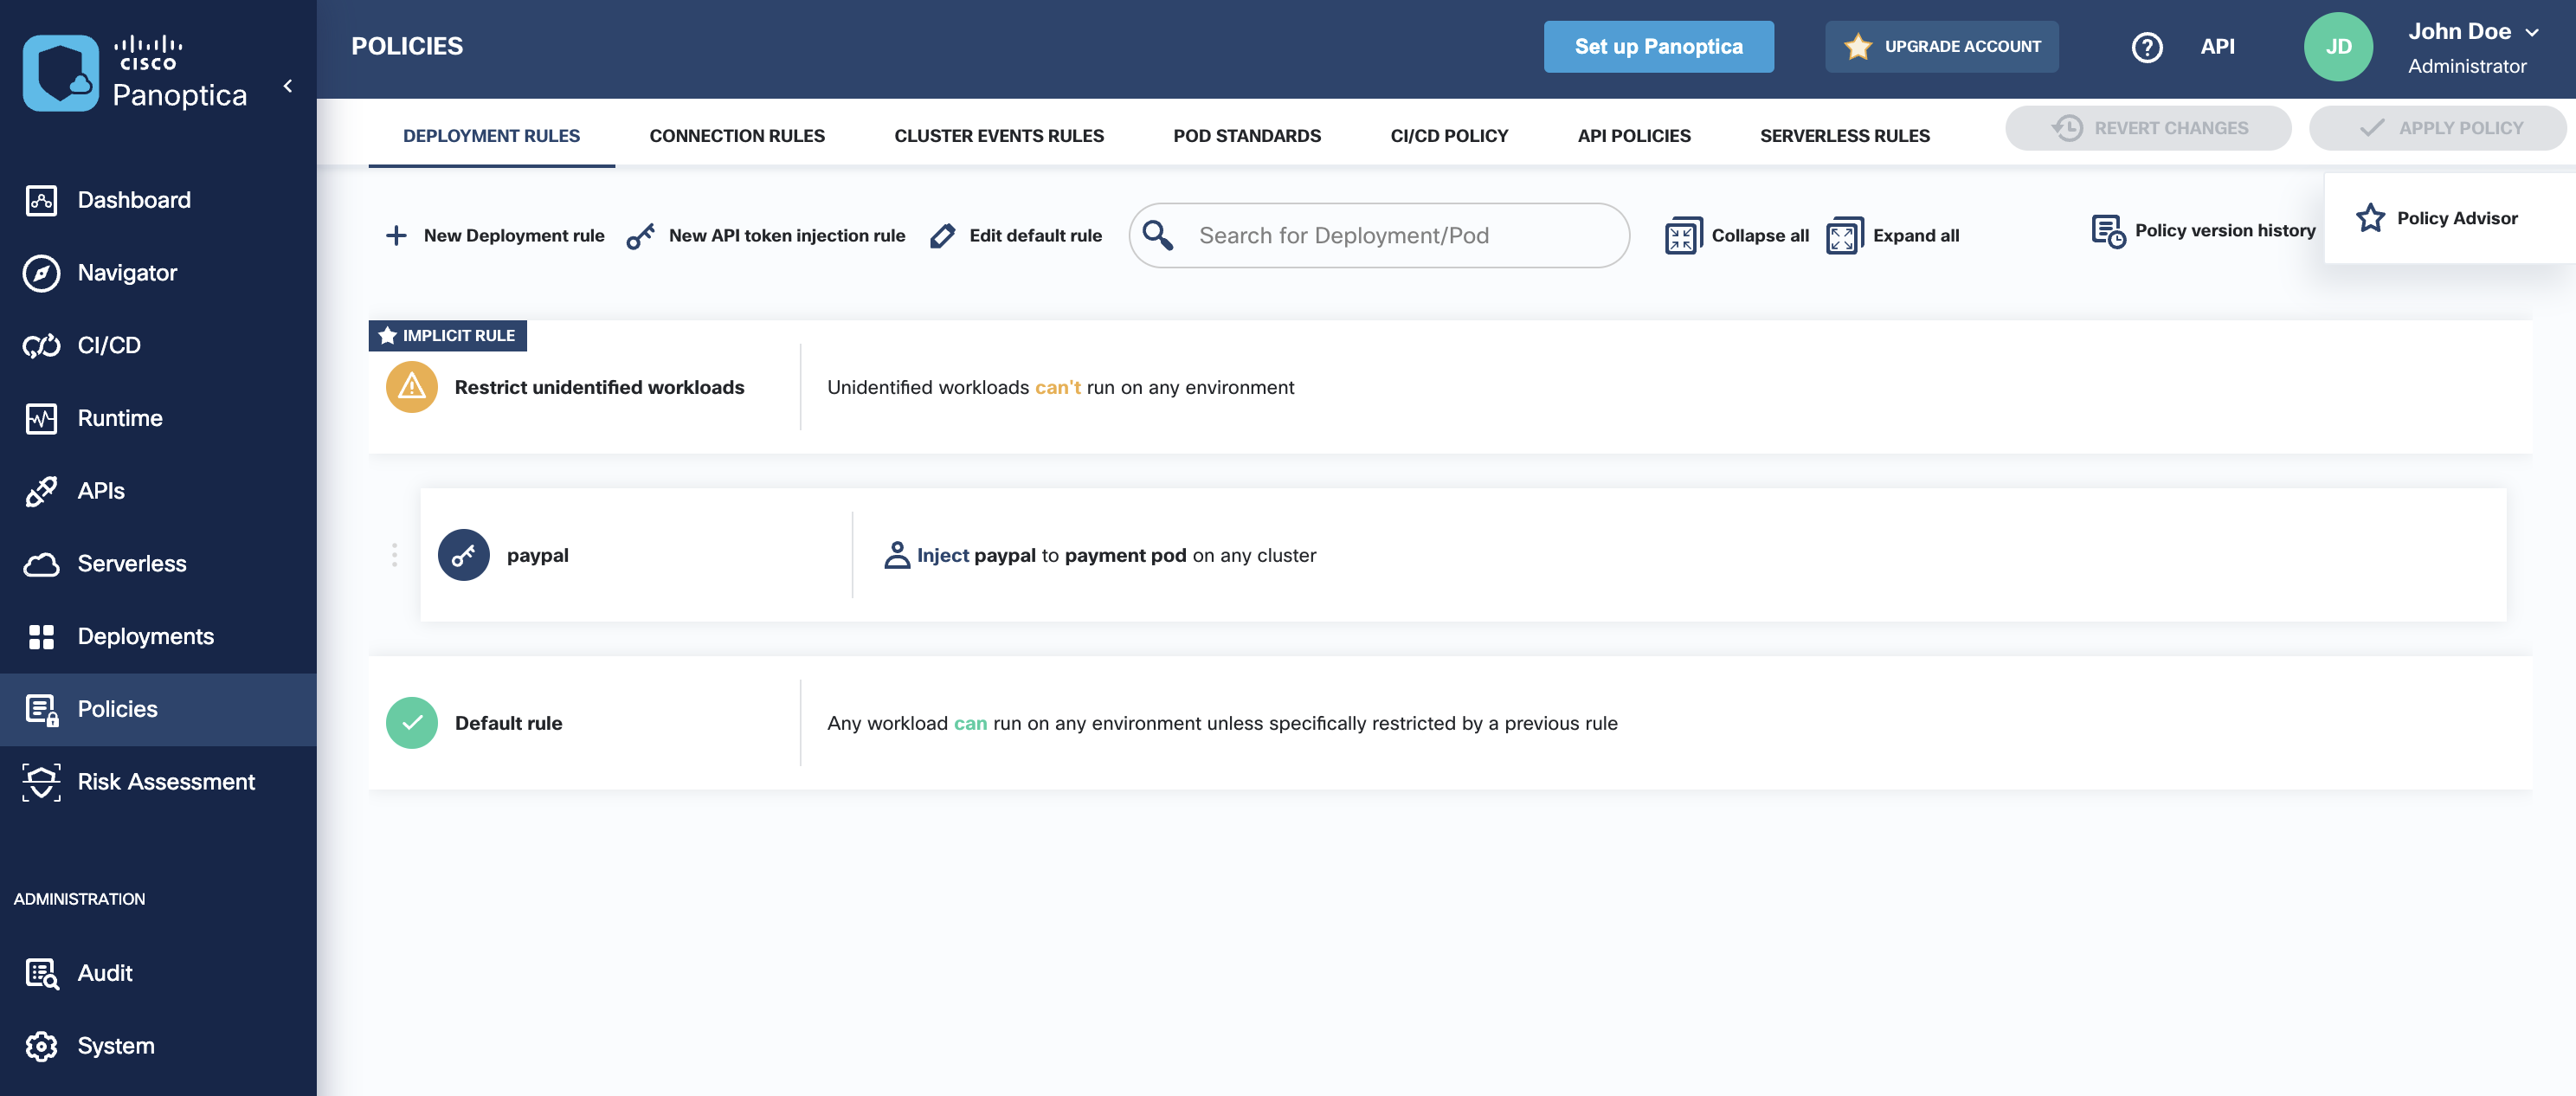 cisco
Panoptica
Dashboard
Navigator
CI/CD
Runtime
APIs
Serverless
Deployments
Policies
Risk Assessment
ADMINISTRATION
Audit
System
POLICIES
Set up Panoptica
UPGRADE ACCOUNT
?
API
JD
John Doe
Administrator
DEPLOYMENT RULES
CONNECTION RULES
CLUSTER EVENTS RULES
POD STANDARDS
CI/CD POLICY
API POLICIES
SERVERLESS RULES
REVERT CHANGES
APPLY POLICY
New Deployment rule
New API token injection rule
Edit default rule
Search for Deployment/Pod
Collapse all
Expand all
Policy version history
Policy Advisor
IMPLICIT RULE
Restrict unidentified workloads
Unidentified workloads can't run on any environment
paypal
Inject paypal to payment pod on any cluster
Default rule
Any workload can run on any environment unless specifically restricted by a previous rule